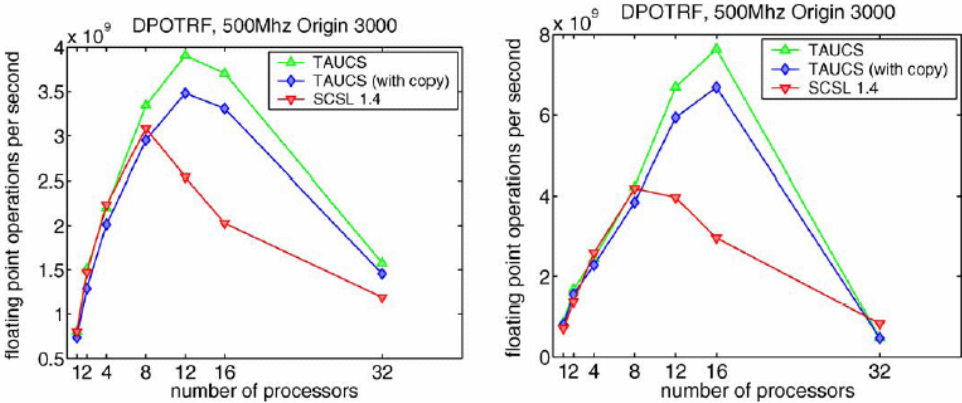 DPOTRF, 500Mhz Origin 3000
x 10^9
4
3.5
3
2.5
2
1.5
1
0.5
floating point operations per second
TAUCS
TAUCS (with copy)
SCSL 1.4
12 4 8 12 16 32
number of processors
DPOTRF, 500Mhz Origin 3000
x 10^9
8
6
4
2
0
floating point operations per second
TAUCS
TAUCS (with copy)
SCSL 1.4
12 4 8 12 16 32
number of processors